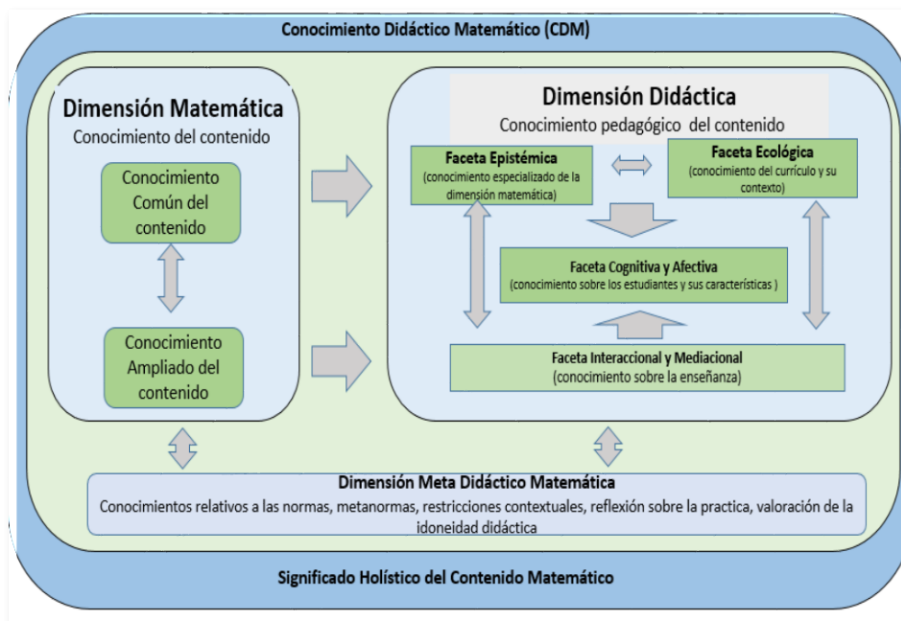 Conocimiento Didáctico Matemático (CDM)
Dimensión Matemática
Conocimiento del contenido
Conocimiento
Común del
contenido
Conocimiento
Ampliado del
contenido
Dimensión Didáctica
Conocimiento pedagógico del contenido
Faceta Epistémica
(conocimiento especializado de la
dimensión matemática)
Faceta Ecológica
(conocimiento del currículo y su
contexto)
Faceta Cognitiva y Afectiva
(conocimiento sobre los estudiantes y sus características )
Faceta Interaccional y Mediacional
(conocimiento sobre la enseñanza)
Dimensión Meta Didáctico Matemática
Conocimientos relativos a las normas, metanormas, restricciones contextuales, reflexión sobre la practica, valoración de la
idoneidad didáctica
Significado Holístico del Contenido Matemático